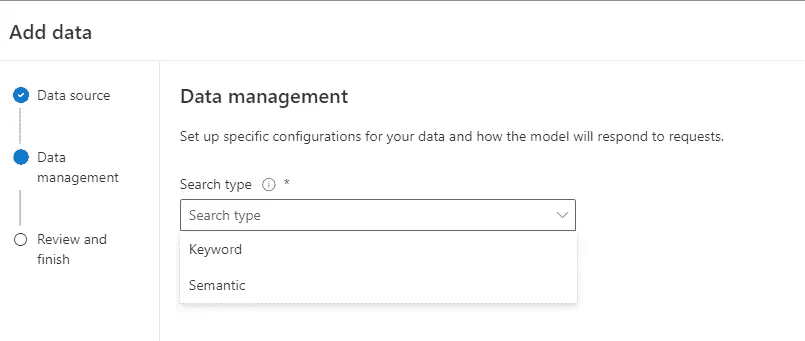 Add data
Data source
Data
management
Review and
finish
Data management
Set up specific configurations for your data and how the model will respond to requests.
Search type *
Search type
Keyword
Semantic